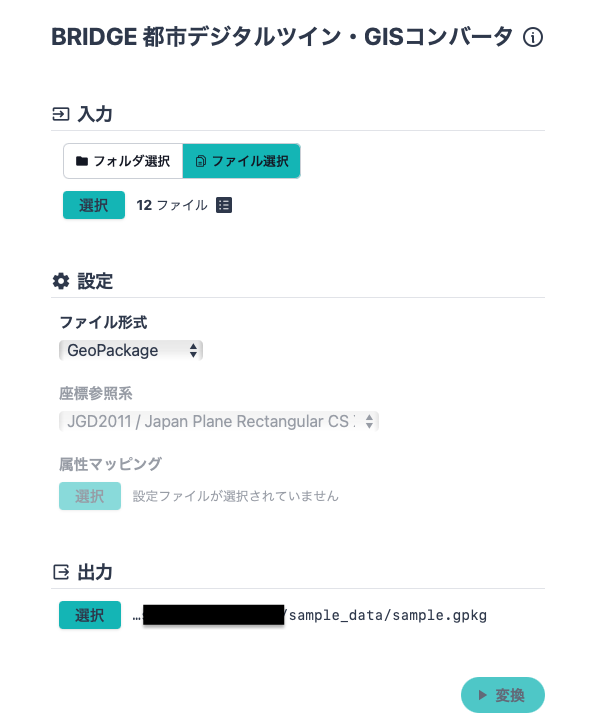 BRIDGE 都市デジタルツイン・GISコンバータ
入力
フォルダ選択 ファイル選択
選択 12 ファイル
設定
ファイル形式
GeoPackage
座標参照系
JGD2011 / Japan Plane Rectangular CS
属性マッピング
選択 設定ファイルが選択されていません
出力
選択 … /sample_data/sample.gpkg
変換